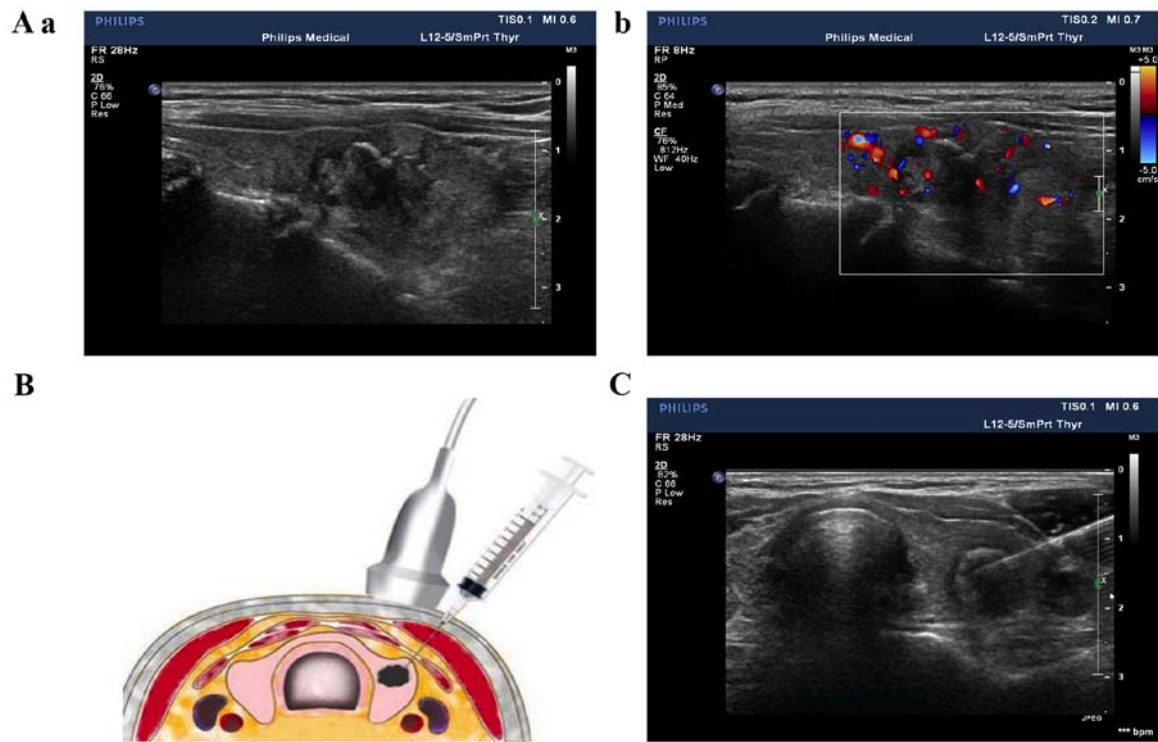 A a
PHILIPS
TIS0.1 MI 0.6
Philips Medical
L12-5/SmPrt Thyr
FR 28Hz
RS
2D
76%
C 66
P Low
Res
M3
0
1
X
2
3
b
PHILIPS
TIS0.2 MI 0.7
Philips Medical
L12-5/SmPrt Thyr
FR 8Hz
RP
2D
85%
C 64
P Med
Res
CF
76%
812Hz
WF 40Hz
Low
M3 M3
+5.0
-5.0
cm/s
0
1
X
2
3
B
C
PHILIPS
TIS0.1 MI 0.6
L12-5/SmPrt Thyr
FR 28Hz
RS
2D
82%
C 66
P Low
Res
M3
0
1
X
2
3
JPEG
*** bpm